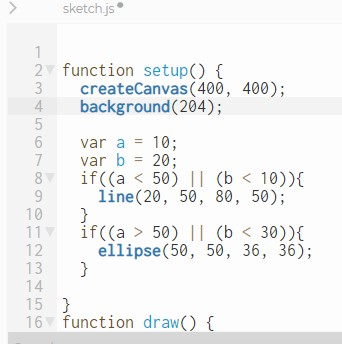 sketch.js
1
2 function setup() {
3 createCanvas(400, 400);
4 background(204);
5
6 var a = 10;
7 var b = 20;
8 if((a < 50) || (b < 10)){
9 line(20, 50, 80, 50);
10 }
11 if((a > 50) || (b < 30)){
12 ellipse(50, 50, 36, 36);
13 }
14
15 }
16 function draw() {